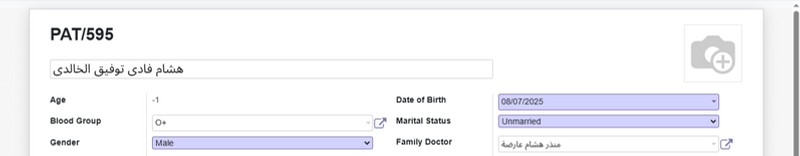 PAT/595
هشام فادى توفيق الخالدى
Age -1 Date of Birth 08/07/2025
Blood Group O+ Marital Status Unmarried
Gender Male Family Doctor منذر هشام عارضة